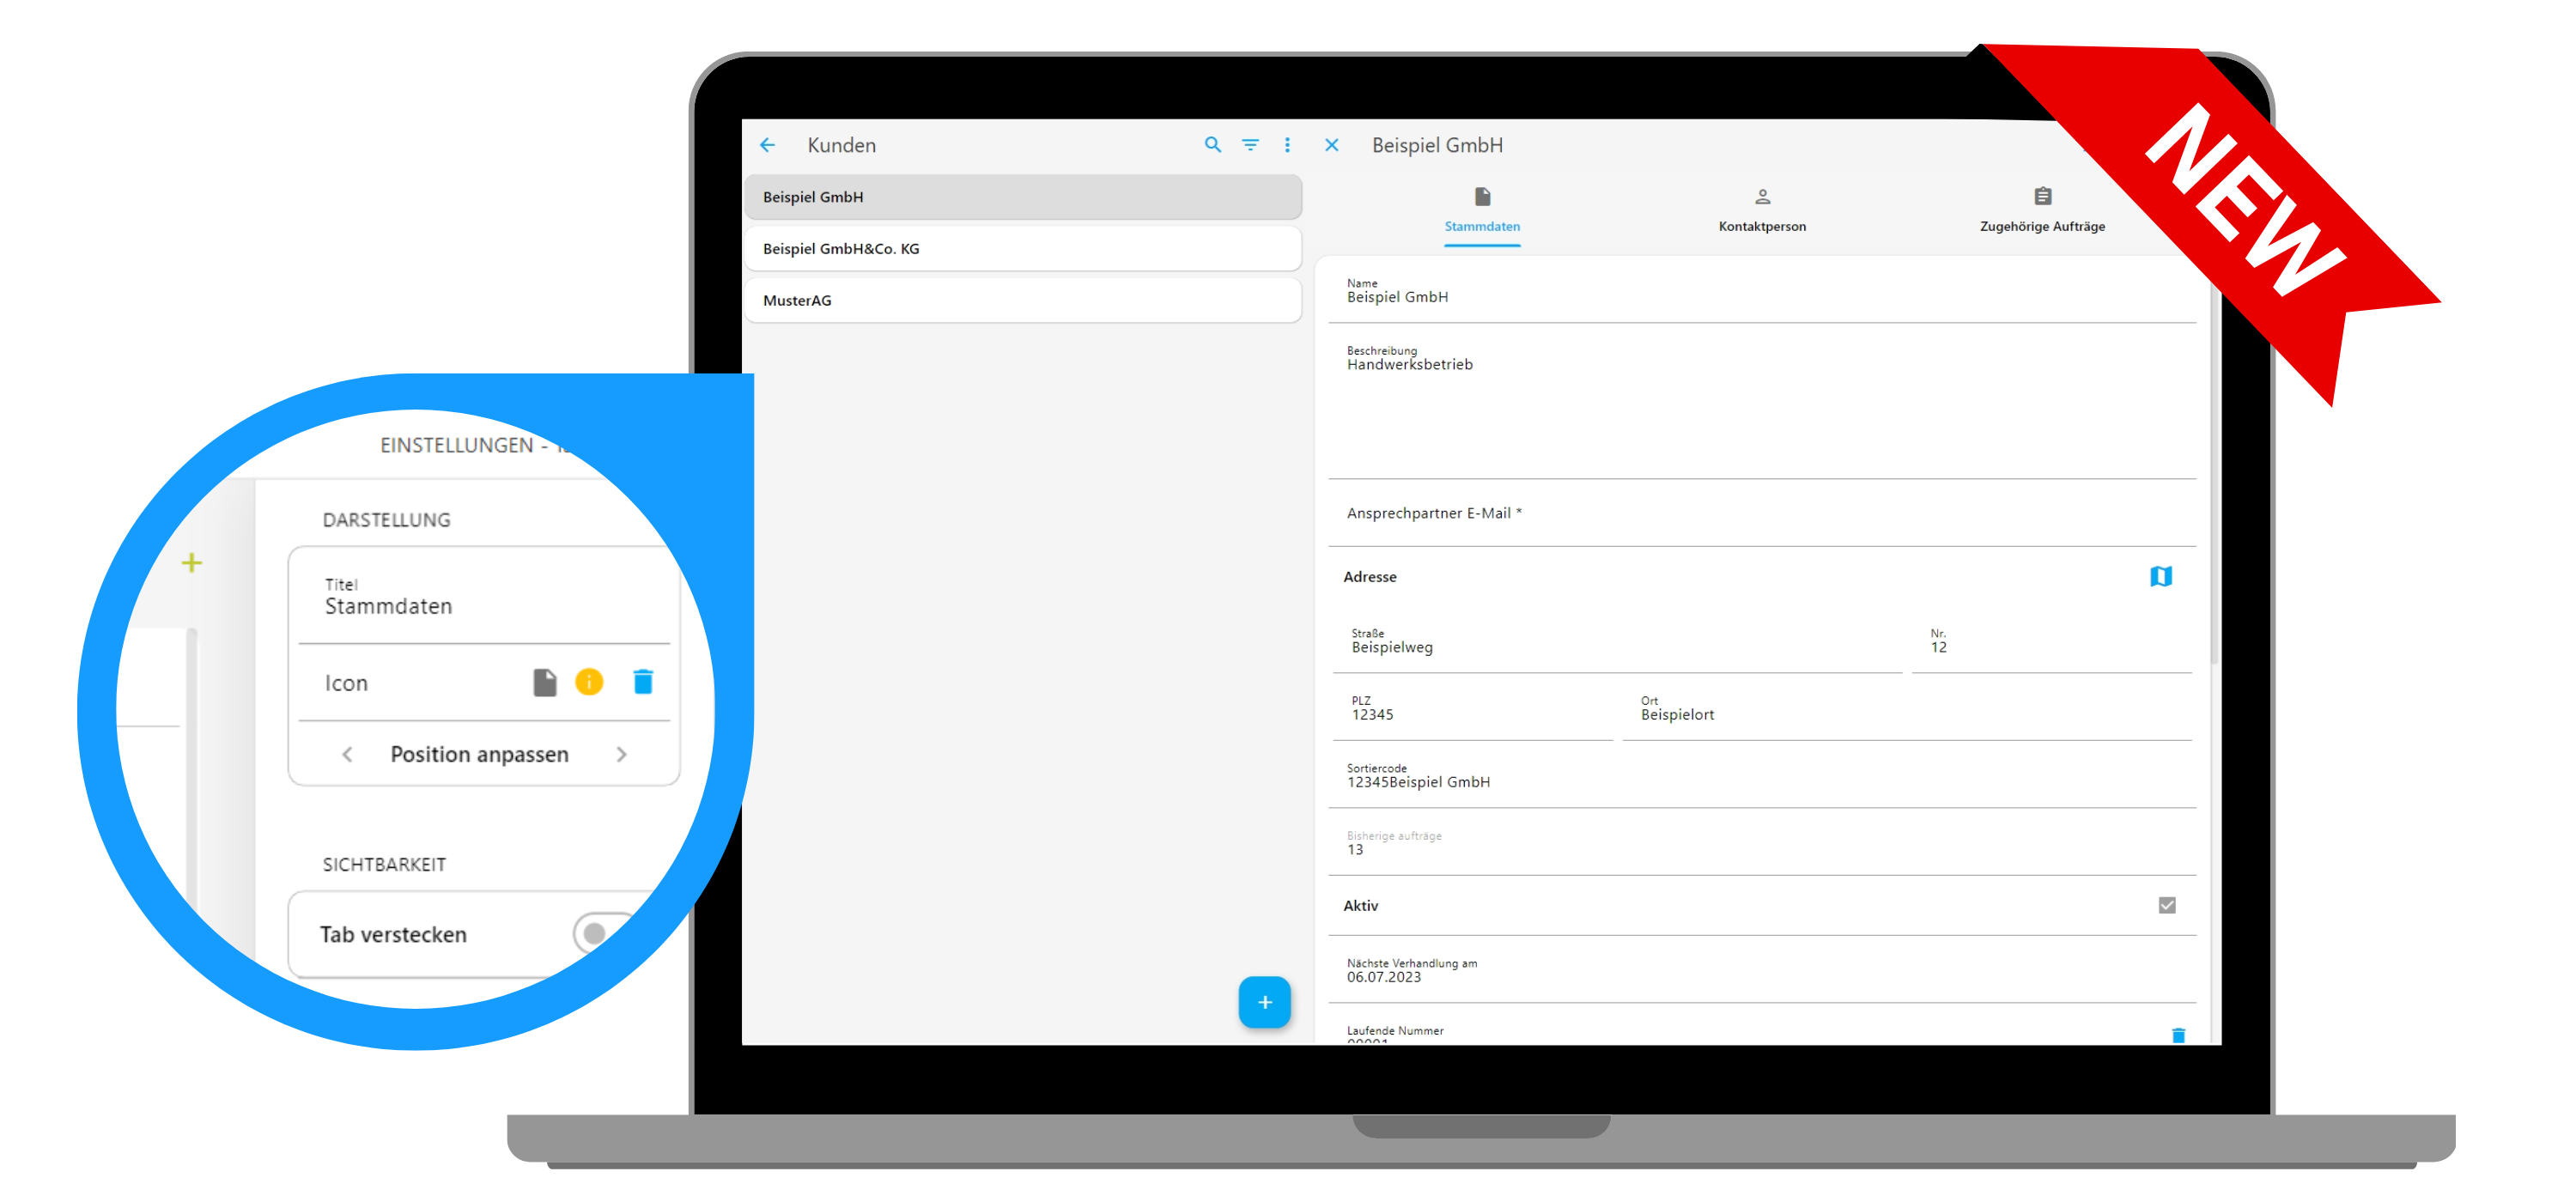 NEW
Kunden
Beispiel GmbH
Beispiel GmbH&Co. KG
MusterAG
Beispiel GmbH
Stammdaten
Kontaktperson
Zugehörige Aufträge
Name
Beispiel GmbH
Beschreibung
Handwerksbetrieb
Ansprechpartner E-Mail *
Adresse
Straße
Beispielweg
Nr.
12
PLZ
12345
Ort
Beispielort
Sortiercode
12345Beispiel GmbH
Bisherige aufträge
13
Aktiv
Nächste Verhandlung am
06.07.2023
Laufende Nummer
EINSTELLUNGEN -
DARSTELLUNG
Titel
Stammdaten
Icon
Position anpassen
SICHTBARKEIT
Tab verstecken